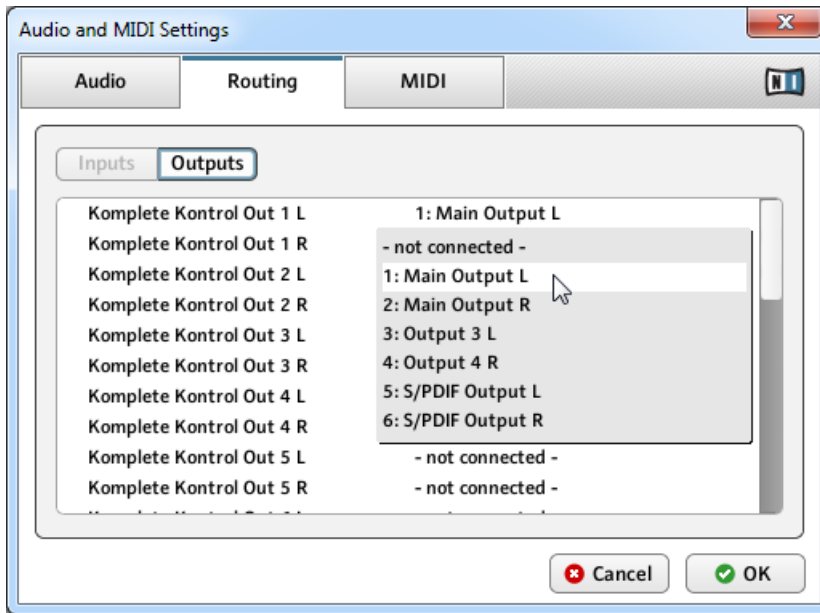 Audio and MIDI Settings
Audio Routing MIDI
NI
Inputs Outputs
Komplete Kontrol Out 1 L 1: Main Output L
Komplete Kontrol Out 1 R
- not connected -
Komplete Kontrol Out 2 L
1: Main Output L
Komplete Kontrol Out 2 R
2: Main Output R
Komplete Kontrol Out 3 L
3: Output 3 L
Komplete Kontrol Out 3 R
4: Output 4 R
Komplete Kontrol Out 4 L
5: S/PDIF Output L
Komplete Kontrol Out 4 R
6: S/PDIF Output R
Komplete Kontrol Out 5 L - not connected -
Komplete Kontrol Out 5 R - not connected -
Cancel OK